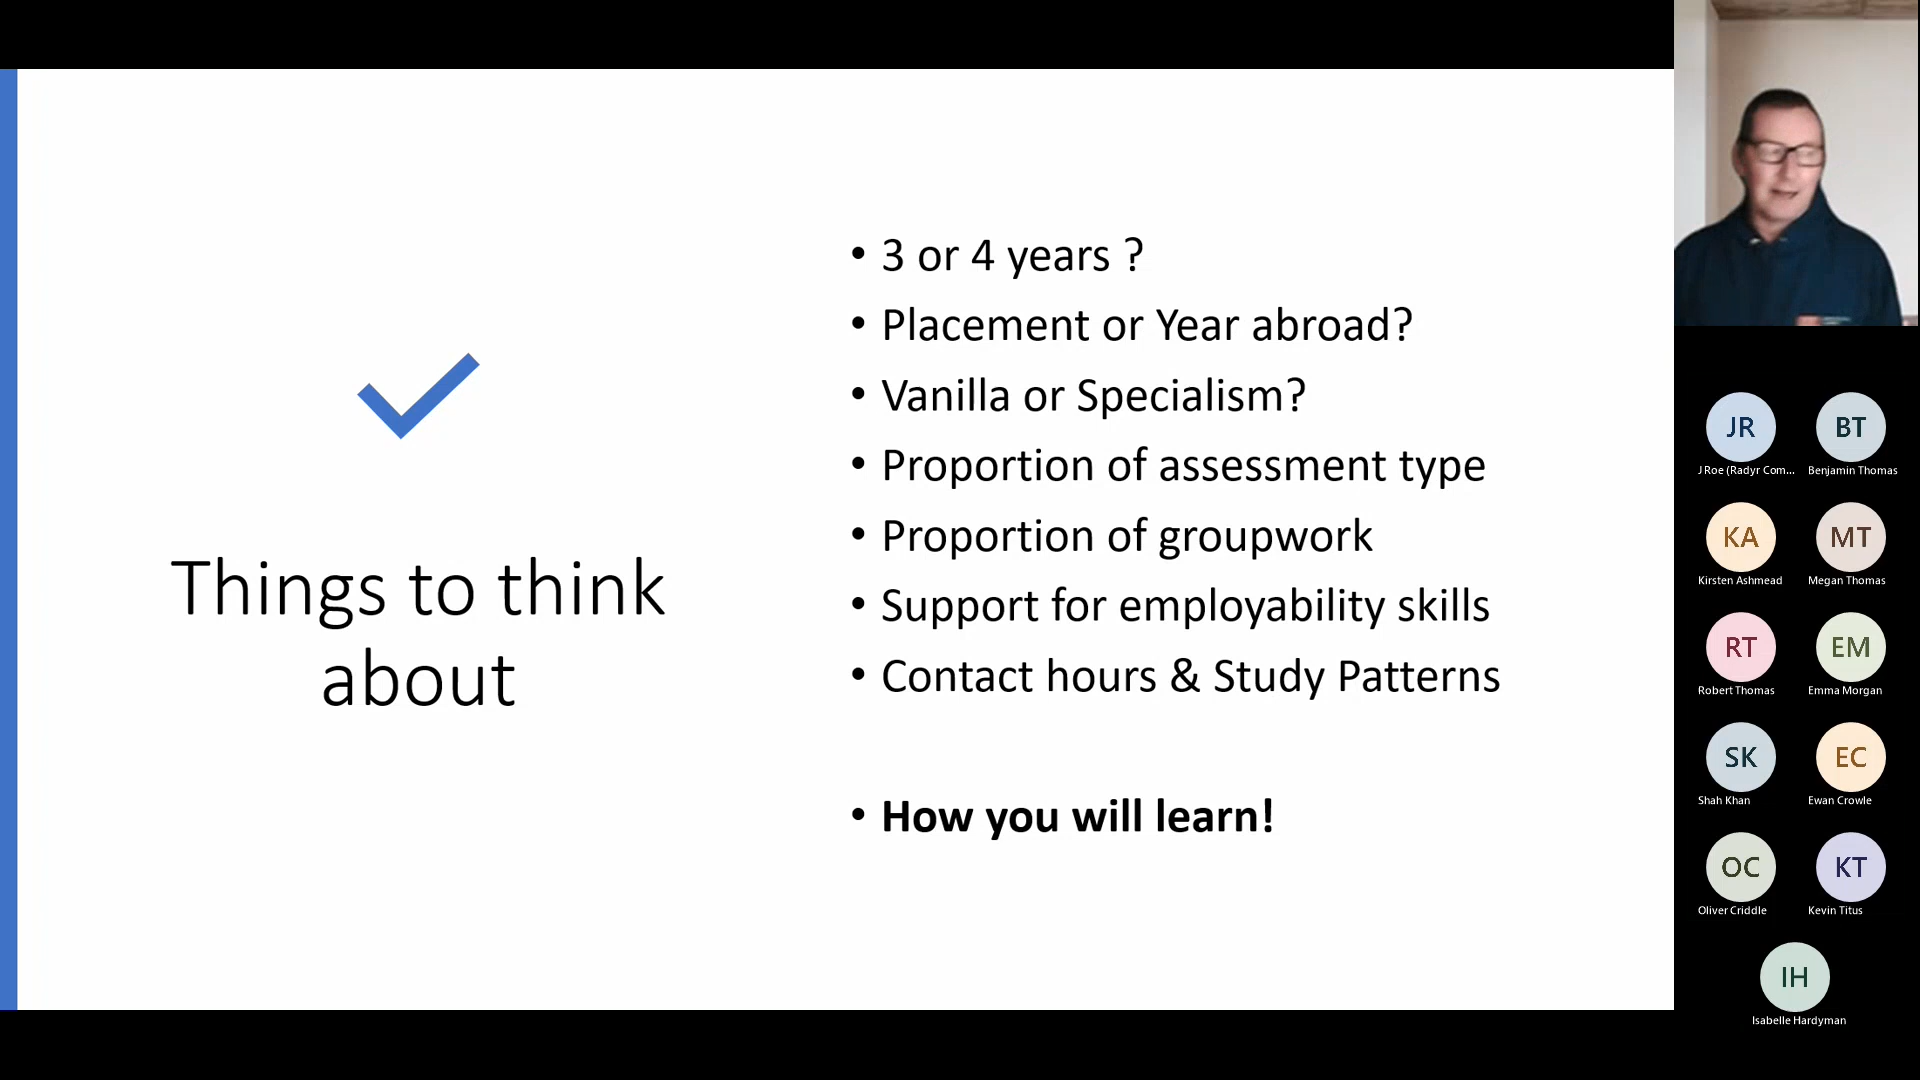 Things to think
about
• 3 or 4 years ?
• Placement or Year abroad?
• Vanilla or Specialism?
• Proportion of assessment type
• Proportion of groupwork
• Support for employability skills
• Contact hours & Study Patterns
• How you will learn!
JR
J Roe (Radyr Com...
BT
Benjamin Thomas
KA
Kirsten Ashmead
MT
Megan Thomas
RT
Robert Thomas
EM
Emma Morgan
SK
Shah Khan
EC
Ewan Crowle
OC
Oliver Criddle
KT
Kevin Titus
IH
Isabelle Hardyman